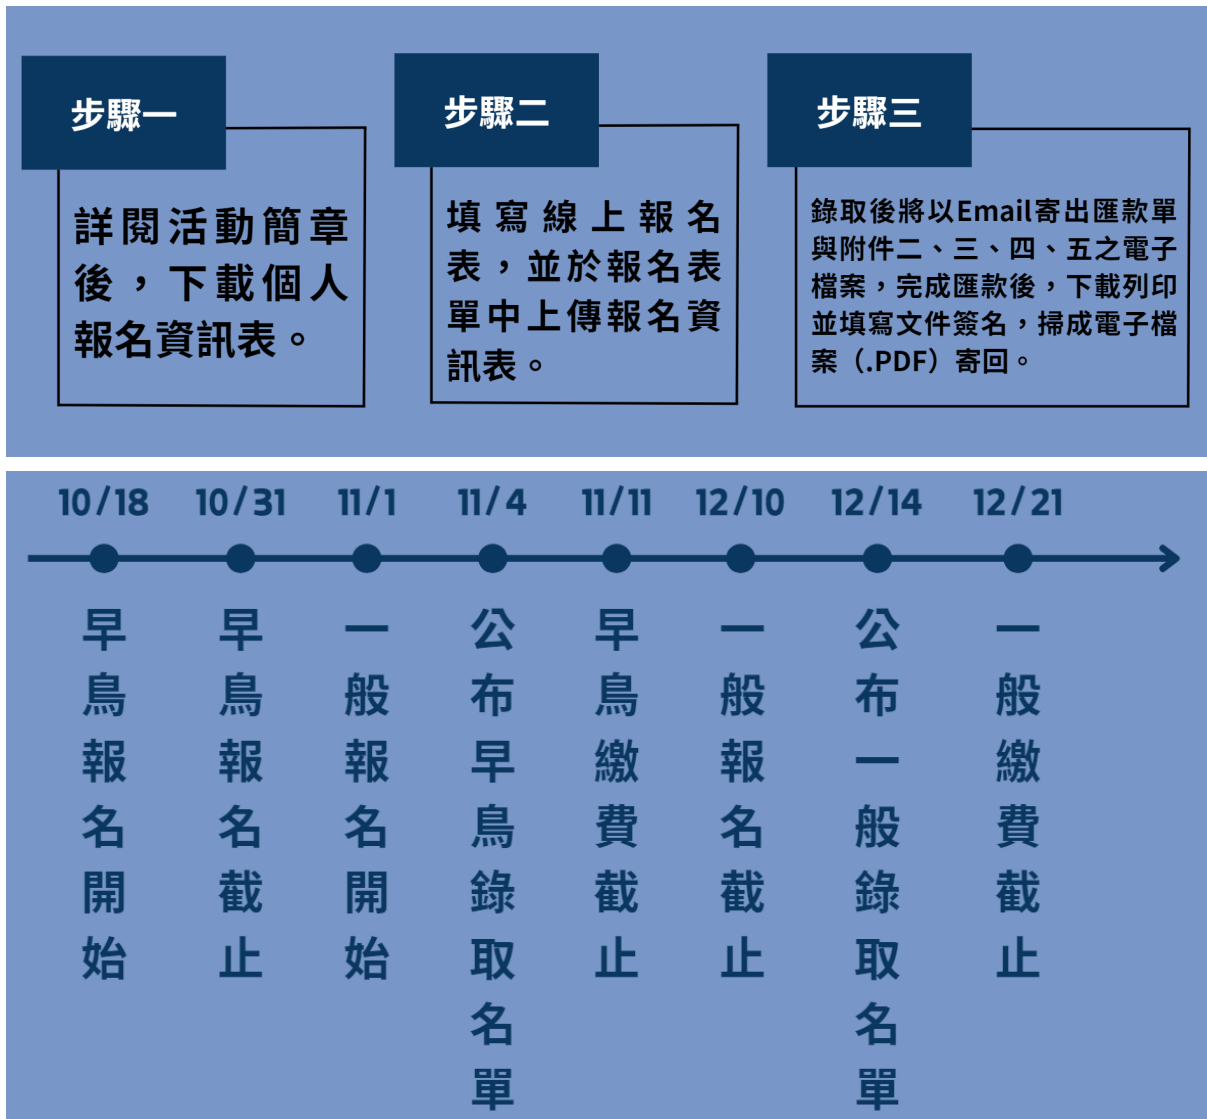 步驟一
詳閱活動簡章
後，下載個人
報名資訊表。
步驟二
填寫線上報名
表，並於報名表
單中上傳報名資
訊表。
步驟三
錄取後將以Email寄出匯款單
與附件二、三、四、五之電子
檔案，完成匯款後，下載列印
並填寫文件簽名，掃成電子檔
案（.PDF）寄回。
10/18
早鳥報名開始
10/31
早鳥報名截止
11/1
一般報名開始
11/4
公布早鳥錄取名單
11/11
早鳥繳費截止
12/10
一般報名截止
12/14
公布一般錄取名單
12/21
一般繳費截止